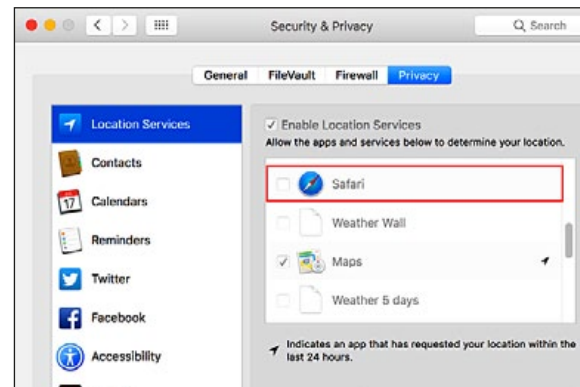 Security & Privacy
Search
General FileVault Firewall Privacy
Location Services
Contacts
17
Calendars
Reminders
Twitter
Facebook
Accessibility
Enable Location Services
Allow the apps and services below to determine your location.
Safari
Weather Wall
Maps
Weather 5 days
Indicates an app that has requested your location within the
last 24 hours.